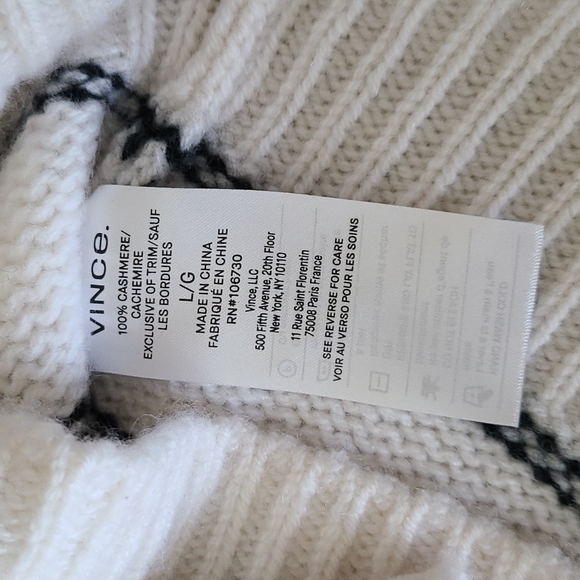 VINCE.
100% CASHMERE/
CACHEMIRE
EXCLUSIVE OF TRIM/SAUF
LES BORDURES
L/G
MADE IN CHINA
FABRIQUÉ EN CHINE
RN#106730
Vince, LLC
500 Fifth Avenue, 20th Floor
New York, NY 10110
11 Rue Saint Florentin
75008 Paris France
SEE REVERSE FOR CARE
VOIR AU VERSO POUR LES SOINS